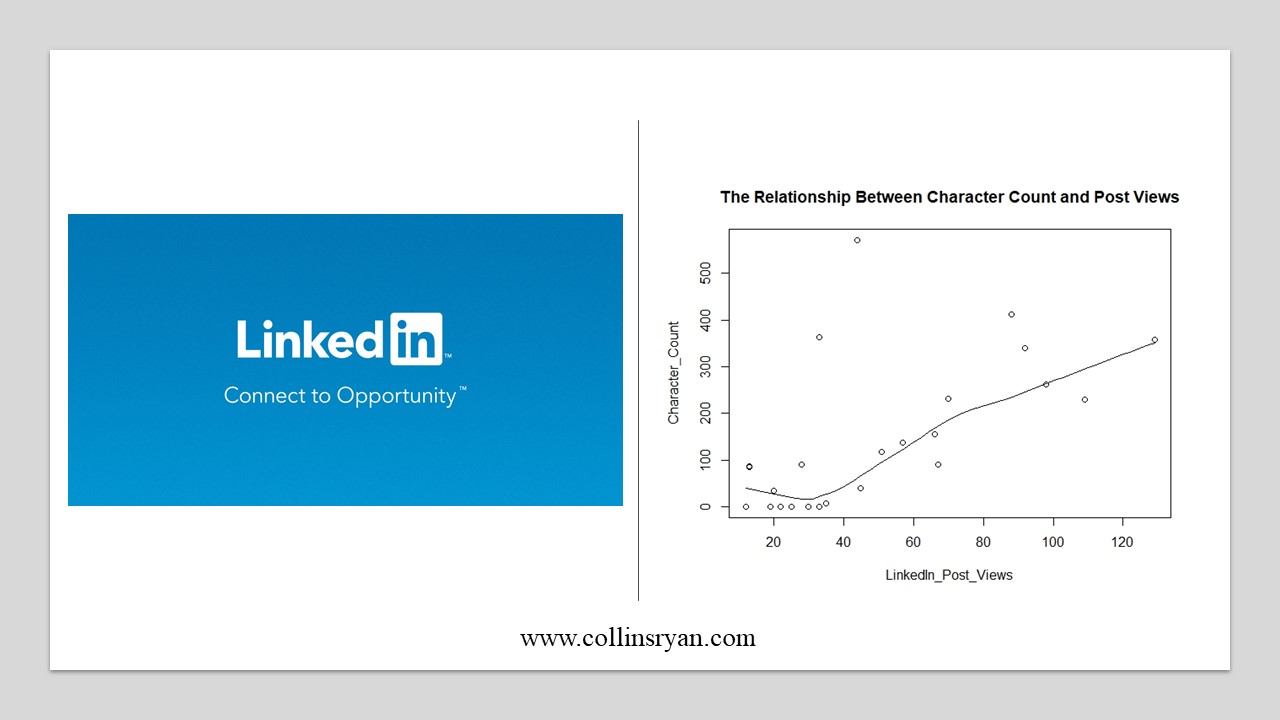 LinkedIn™
Connect to Opportunity™
The Relationship Between Character Count and Post Views
Character_Count
500
400
300
200
100
0
20 40 60 80 100 120
LinkedIn_Post_Views
www.collinsryan.com